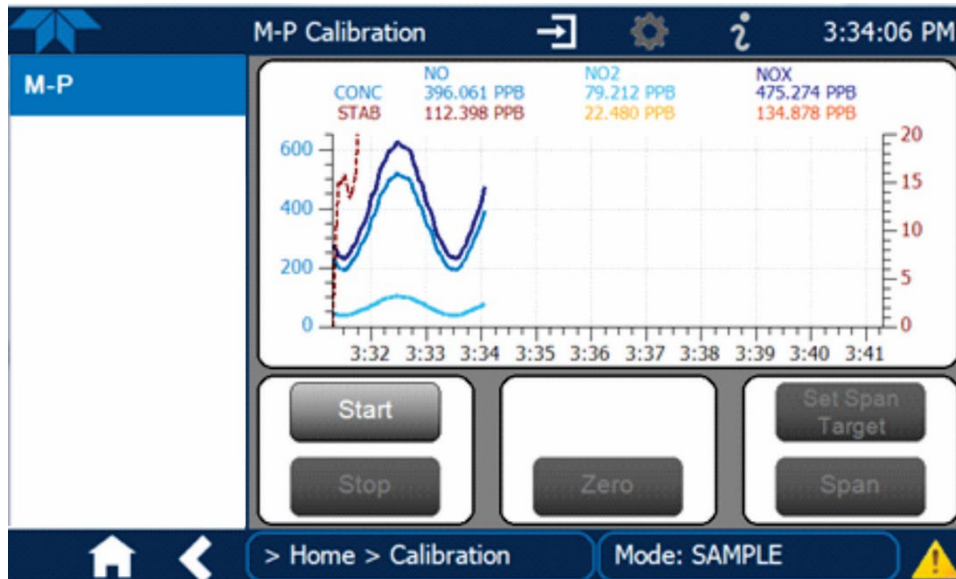 M-P Calibration
3:34:06 PM
M-P
NO NO2 NOX
CONC 396.061 PPB 79.212 PPB 475.274 PPB
STAB 112.398 PPB 22.480 PPB 134.878 PPB
600
400
200
0
20
15
10
5
0
3:32 3:33 3:34 3:35 3:36 3:37 3:38 3:39 3:40 3:41
Start
Stop
Zero
Set Span
Target
Span
> Home > Calibration
Mode: SAMPLE